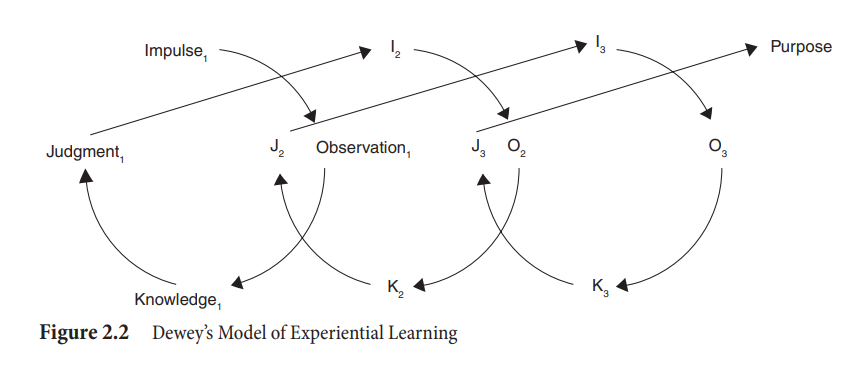 Impulse₁ I₂ I₃ Purpose
Judgment₁ J₂ Observation₁ J₃ O₂ O₃
Knowledge₁ K₂ K₃
Figure 2.2 Dewey's Model of Experiential Learning